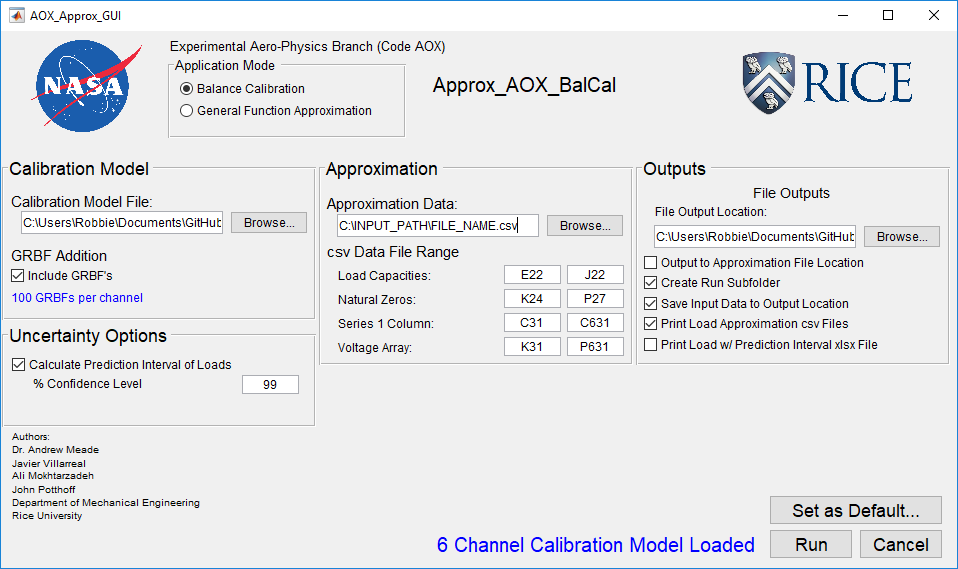 AOX_Approx_GUI
NASA
Experimental Aero-Physics Branch (Code AOX)
Application Mode
Balance Calibration
General Function Approximation
Approx_AOX_BalCal
RICE
Calibration Model
Calibration Model File:
C:\Users\Robbie\Documents\GitHub
Browse...
GRBF Addition
Include GRBF's
100 GRBFs per channel
Uncertainty Options
Calculate Prediction Interval of Loads
% Confidence Level
99
Approximation
Approximation Data:
C:\INPUT_PATH\FILE_NAME.csv
Browse...
csv Data File Range
Load Capacities:
E22
J22
Natural Zeros:
K24
P27
Series 1 Column:
C31
C631
Voltage Array:
K31
P631
Outputs
File Outputs
File Output Location:
C:\Users\Robbie\Documents\GitHub
Browse...
Output to Approximation File Location
Create Run Subfolder
Save Input Data to Output Location
Print Load Approximation csv Files
Print Load w/ Prediction Interval xlsx File
Authors:
Dr. Andrew Meade
Javier Villarreal
Ali Mokhtarzadeh
John Potthoff
Department of Mechanical Engineering
Rice University
Set as Default...
6 Channel Calibration Model Loaded
Run
Cancel